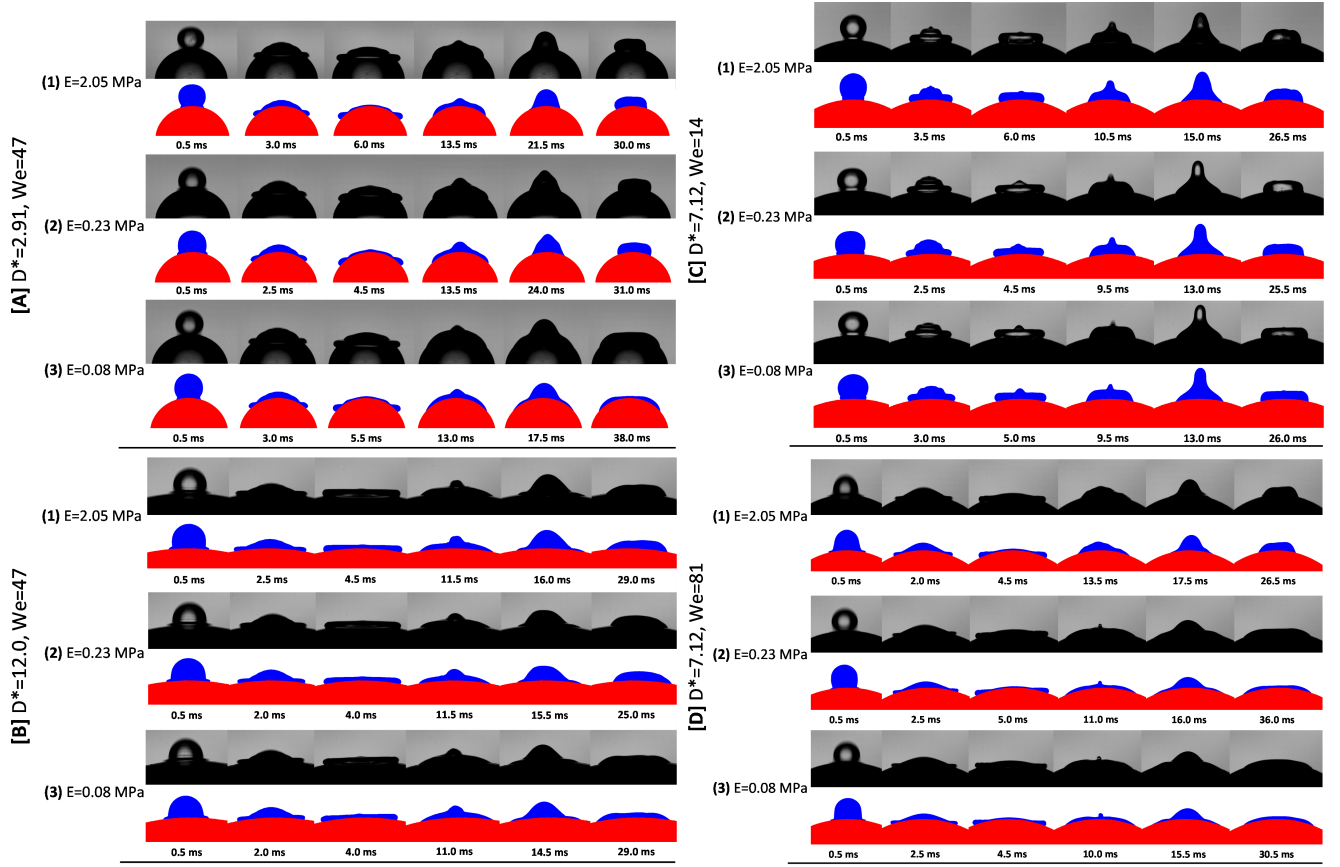 [A] D*=2.91, We=47
(1) E=2.05 MPa
0.5 ms 3.0 ms 6.0 ms 13.5 ms 21.5 ms 30.0 ms
(2) E=0.23 MPa
0.5 ms 2.5 ms 4.5 ms 13.5 ms 24.0 ms 31.0 ms
(3) E=0.08 MPa
0.5 ms 3.0 ms 5.5 ms 13.0 ms 17.5 ms 38.0 ms
[B] D*=12.0, We=47
(1) E=2.05 MPa
0.5 ms 2.5 ms 4.5 ms 11.5 ms 16.0 ms 29.0 ms
(2) E=0.23 MPa
0.5 ms 2.0 ms 4.0 ms 11.5 ms 15.5 ms 25.0 ms
(3) E=0.08 MPa
0.5 ms 2.0 ms 4.0 ms 11.0 ms 14.5 ms 29.0 ms
[C] D*=7.12, We=14
(1) E=2.05 MPa
0.5 ms 3.5 ms 6.0 ms 10.5 ms 15.0 ms 26.5 ms
(2) E=0.23 MPa
0.5 ms 2.5 ms 4.5 ms 9.5 ms 13.0 ms 25.5 ms
(3) E=0.08 MPa
0.5 ms 3.0 ms 5.0 ms 9.5 ms 13.0 ms 26.0 ms
[D] D*=7.12, We=81
(1) E=2.05 MPa
0.5 ms 2.0 ms 4.5 ms 13.5 ms 17.5 ms 26.5 ms
(2) E=0.23 MPa
0.5 ms 2.5 ms 5.0 ms 11.0 ms 16.0 ms 36.0 ms
(3) E=0.08 MPa
0.5 ms 2.5 ms 4.5 ms 10.0 ms 15.5 ms 30.5 ms